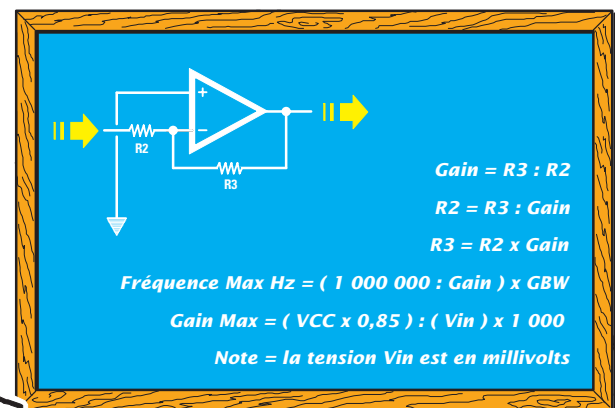 +
−
R2
R3
Gain = R3 : R2
R2 = R3 : Gain
R3 = R2 x Gain
Fréquence Max Hz = ( 1 000 000 : Gain ) x GBW
Gain Max = ( VCC x 0,85 ) : ( Vin ) x 1 000
Note = la tension Vin est en millivolts